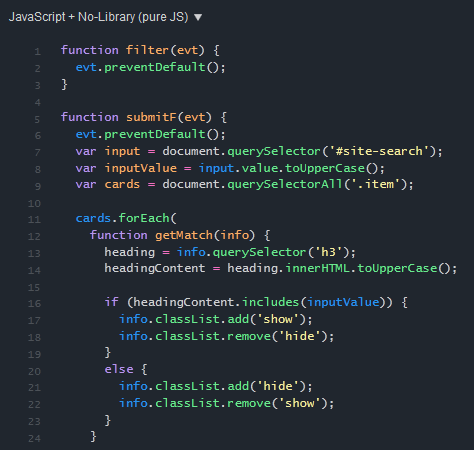 JavaScript + No-Library (pure JS) ▼
1 function filter(evt) {
2   evt.preventDefault();
3 }
4
5 function submitF(evt) {
6   evt.preventDefault();
7   var input = document.querySelector('#site-search');
8   var inputValue = input.value.toUpperCase();
9   var cards = document.querySelectorAll('.item');
10
11   cards.forEach(
12     function getMatch(info) {
13       heading = info.querySelector('h3');
14       headingContent = heading.innerHTML.toUpperCase();
15
16       if (headingContent.includes(inputValue)) {
17         info.classList.add('show');
18         info.classList.remove('hide');
19       }
20       else {
21         info.classList.add('hide');
22         info.classList.remove('show');
23       }
24     }